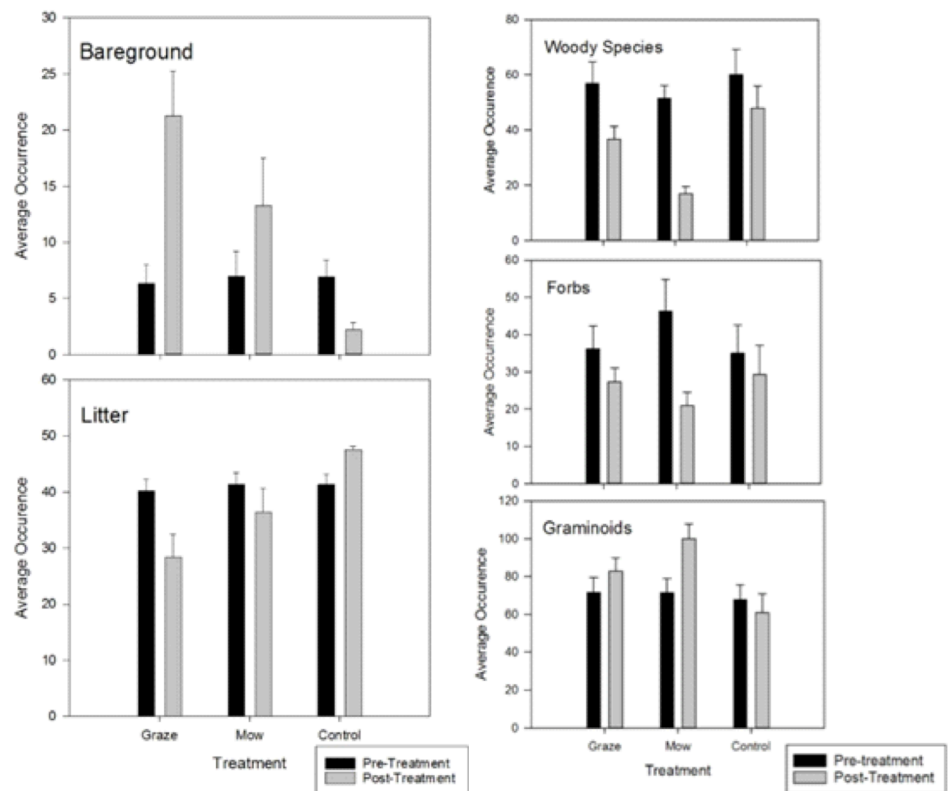 Bareground
Average Occurrence
30
25
20
15
10
5
0
Litter
Average Occurence
60
50
40
30
20
10
0
Graze
Mow
Control
Treatment
Pre-Treatment
Post-Treatment
Woody Species
Average Occurence
80
60
40
20
0
Forbs
Average Occurrence
60
50
40
30
20
10
0
Graminoids
Average Occurence
120
100
80
60
40
20
0
Graze
Mow
Control
Treatment
Pre-treatment
Post-Treatment